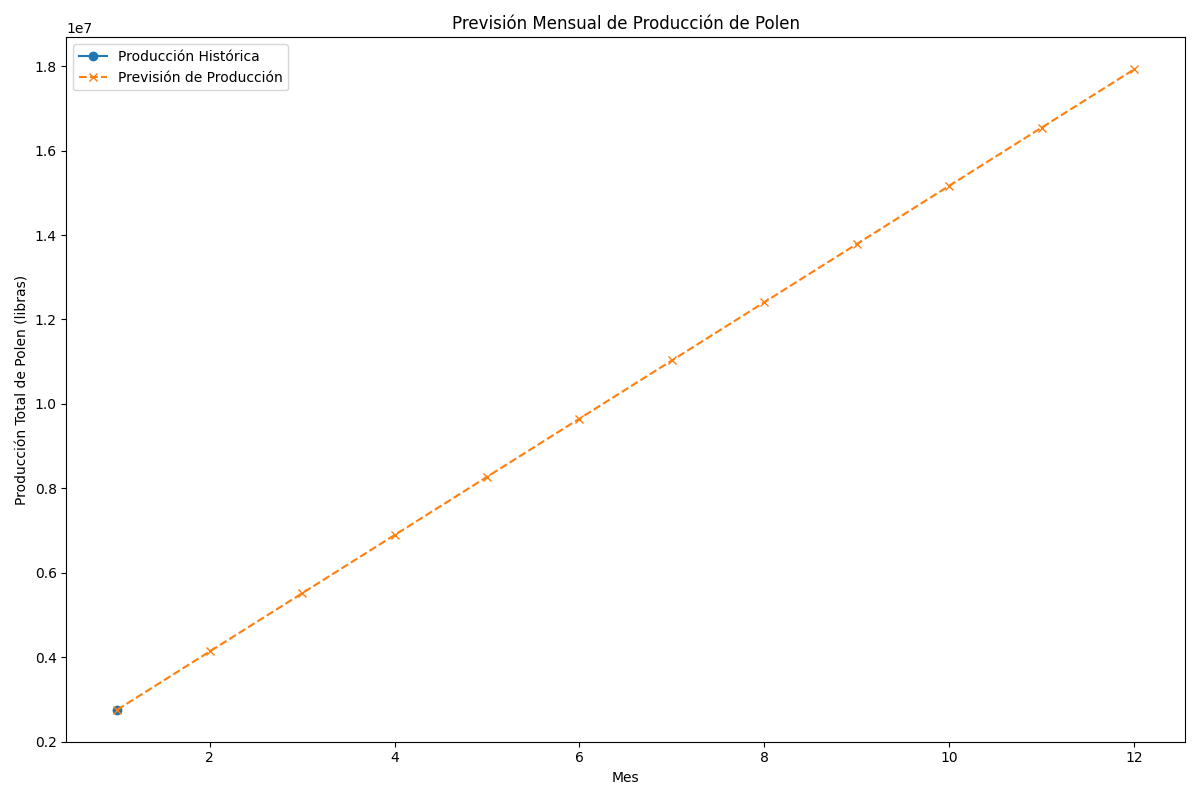 Previsión Mensual de Producción de Polen
1e7
Producción Histórica
Previsión de Producción
1.8
1.6
1.4
1.2
1.0
0.8
0.6
0.4
0.2
Producción Total de Polen (libras)
2 4 6 8 10 12
Mes